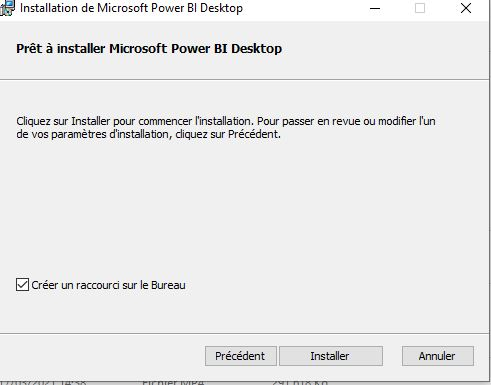 Installation de Microsoft Power BI Desktop
Prêt à installer Microsoft Power BI Desktop
Cliquez sur Installer pour commencer l'installation. Pour passer en revue ou modifier l'un
de vos paramètres d'installation, cliquez sur Précédent.
Créer un raccourci sur le Bureau
Précédent Installer Annuler
Fichier MP4